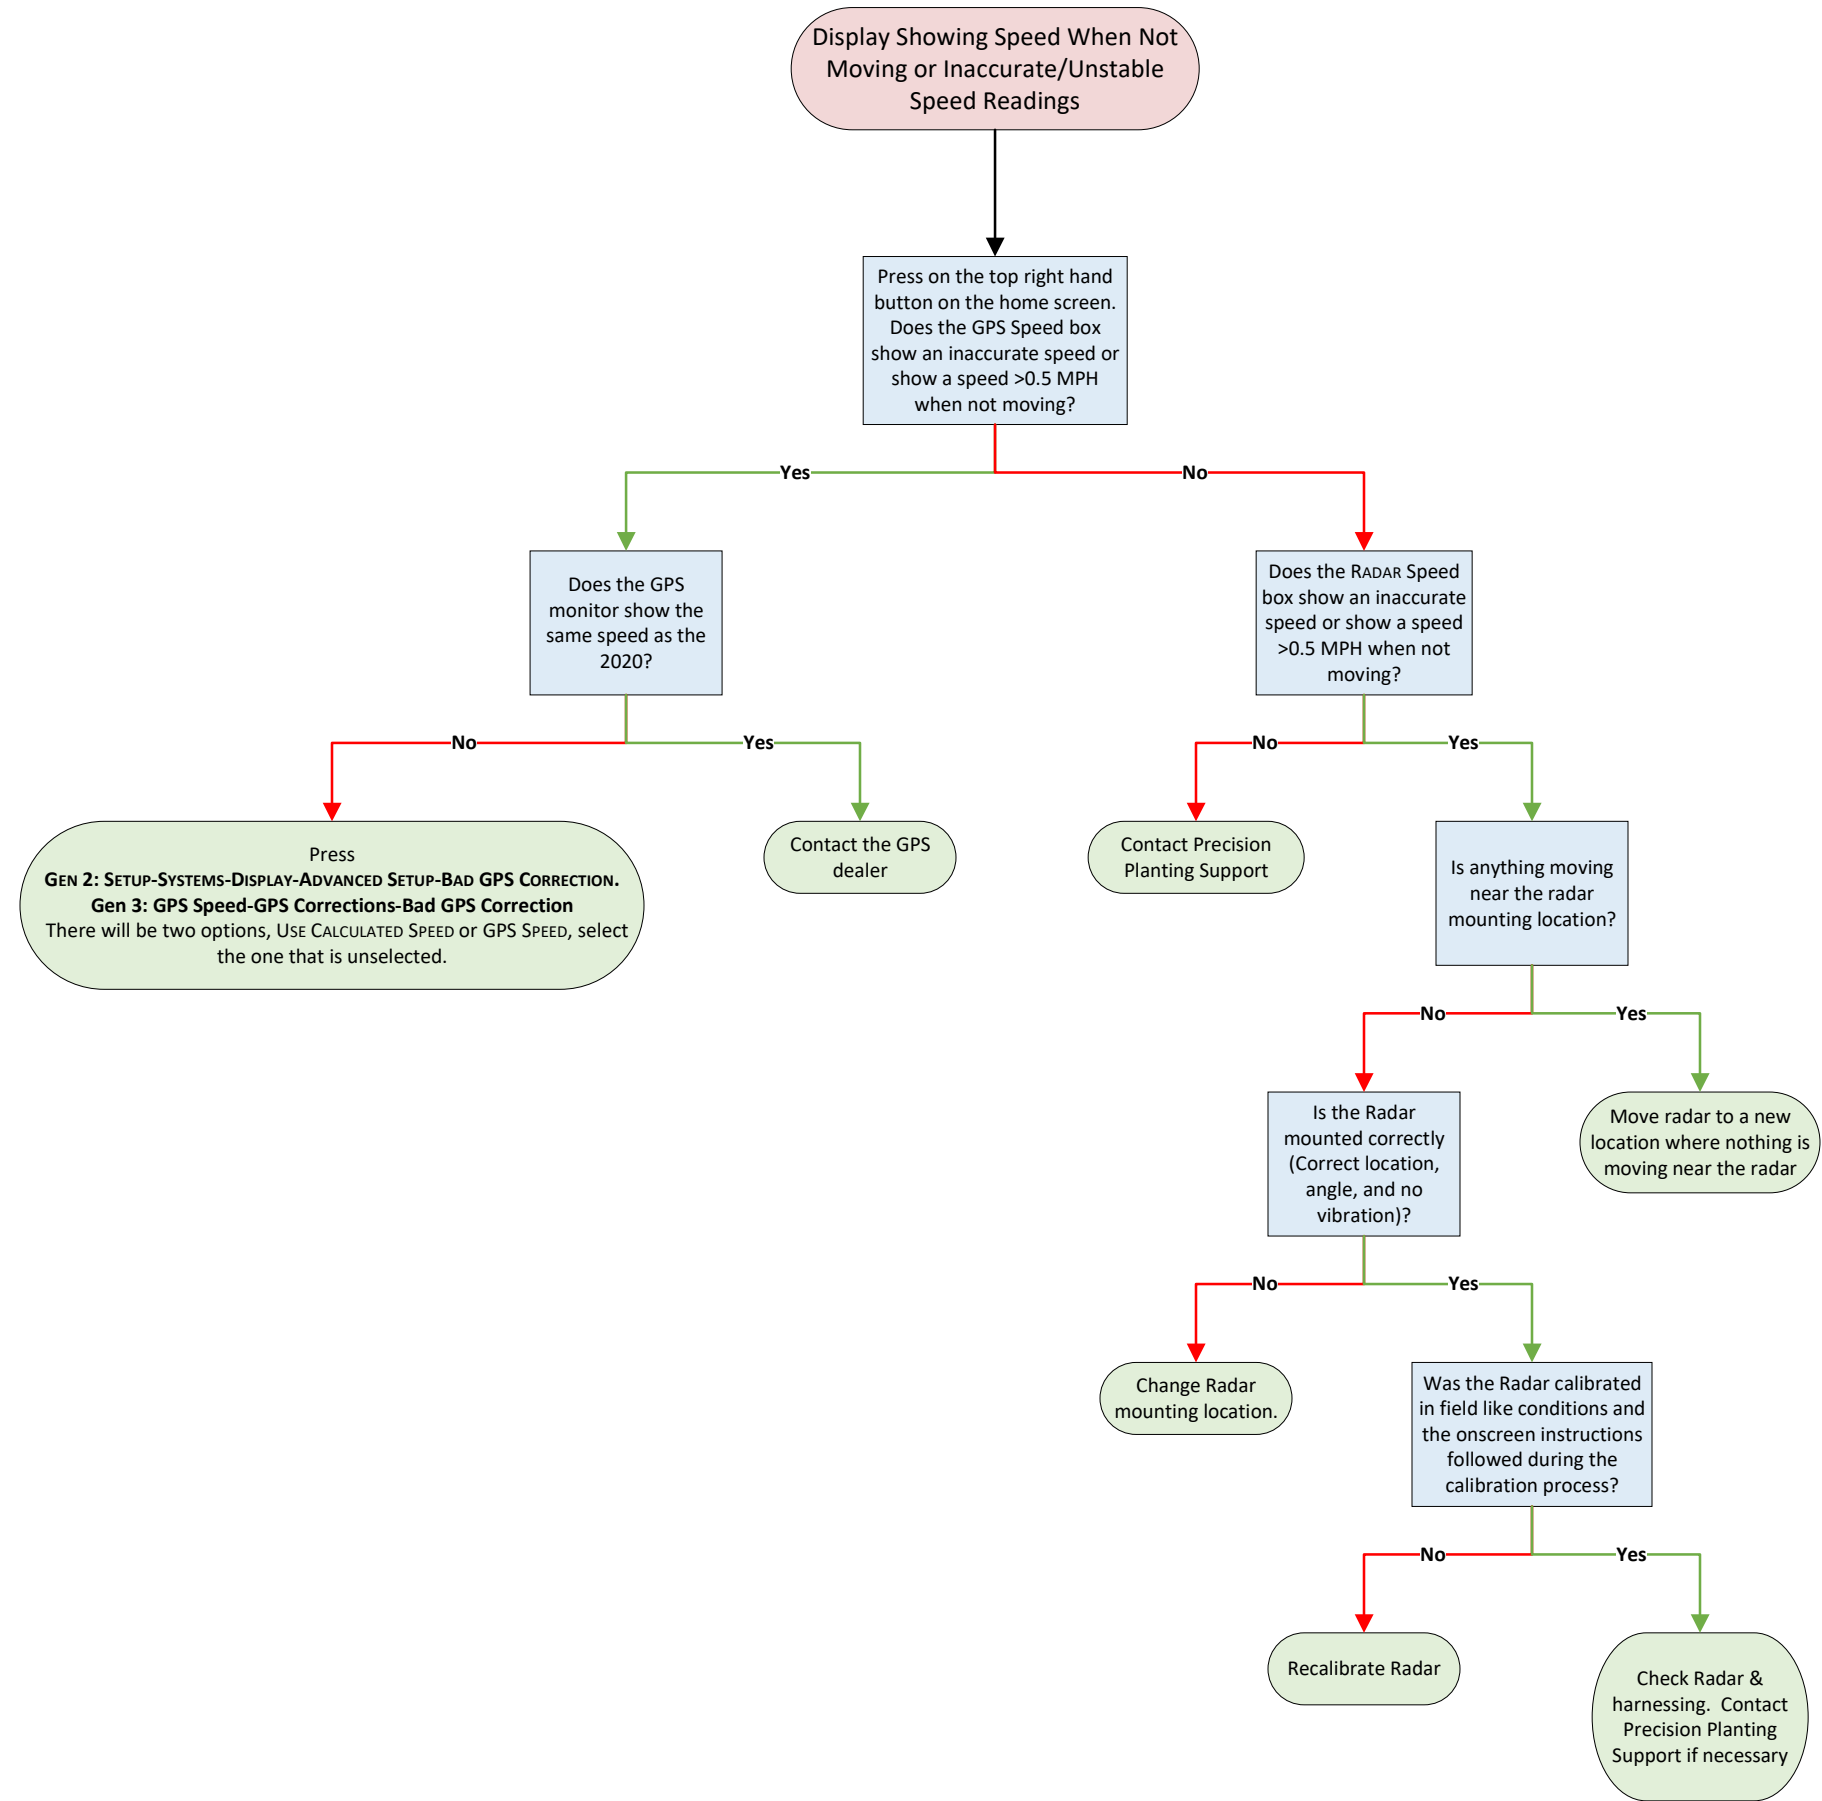 Display Showing Speed When Not
Moving or Inaccurate/Unstable
Speed Readings
Press on the top right hand
button on the home screen.
Does the GPS Speed box
show an inaccurate speed or
show a speed >0.5 MPH
when not moving?
Yes
No
Does the GPS
monitor show the
same speed as the
2020?
Does the RADAR Speed
box show an inaccurate
speed or show a speed
>0.5 MPH when not
moving?
No
Yes
No
Yes
Press
GEN 2: SETUP-SYSTEMS-DISPLAY-ADVANCED SETUP-BAD GPS CORRECTION.
Gen 3: GPS Speed-GPS Corrections-Bad GPS Correction
There will be two options, USE CALCULATED SPEED or GPS SPEED, select
the one that is unselected.
Contact the GPS
dealer
Contact Precision
Planting Support
Is anything moving
near the radar
mounting location?
No
Yes
Is the Radar
mounted correctly
(Correct location,
angle, and no
vibration)?
Move radar to a new
location where nothing is
moving near the radar
No
Yes
Change Radar
mounting location.
Was the Radar calibrated
in field like conditions and
the onscreen instructions
followed during the
calibration process?
No
Yes
Recalibrate Radar
Check Radar &
harnessing.  Contact
Precision Planting
Support if necessary